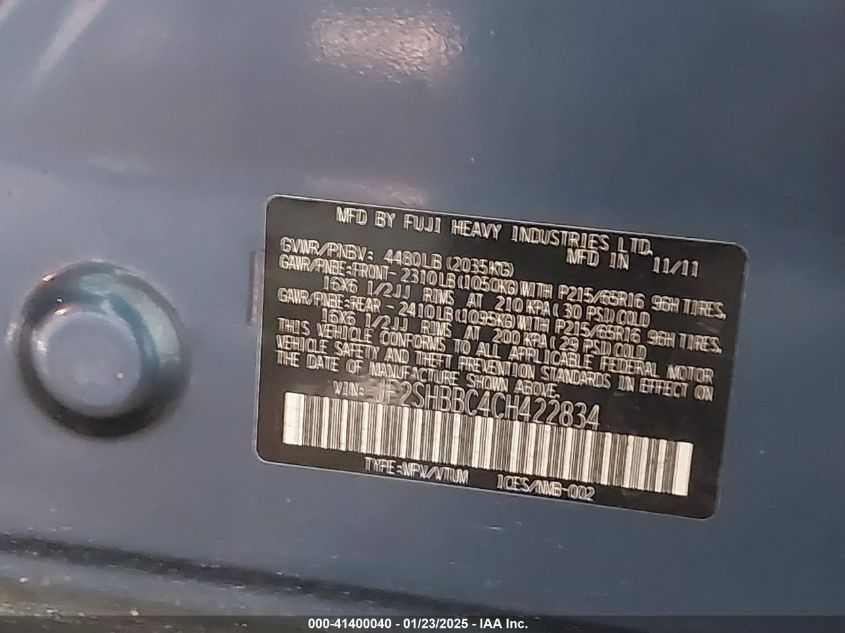 MFD BY FUJI HEAVY INDUSTRIES LTD.
GVWR/PNBV: 4480LB (2035KG) MFD IN 11/11
GAWR/PNBE:FRONT-2310LB(1050KG)WITH P215/65R16 96H TIRES.
16X6 1/2JJ RIMS AT 210 KPA( 30 PSI)COLD
GAWR/PNBE:REAR -2410LB(1095KG)WITH P215/65R16 96H TIRES.
16X6 1/2JJ RIMS AT 200 KPA( 29 PSI)COLD
THIS VEHICLE CONFORMS TO ALL APPLICABLE FEDERAL MOTOR
VEHICLE SAFETY AND THEFT PREVENTION STANDARDS IN EFFECT ON
THE DATE OF MANUFACTURE SHOWN ABOVE.
VIN: JF2SHBBC4CH422834
TYPE:MPV/VTUM ICES/NMB-002
000-41400040 - 01/23/2025 - IAA Inc.